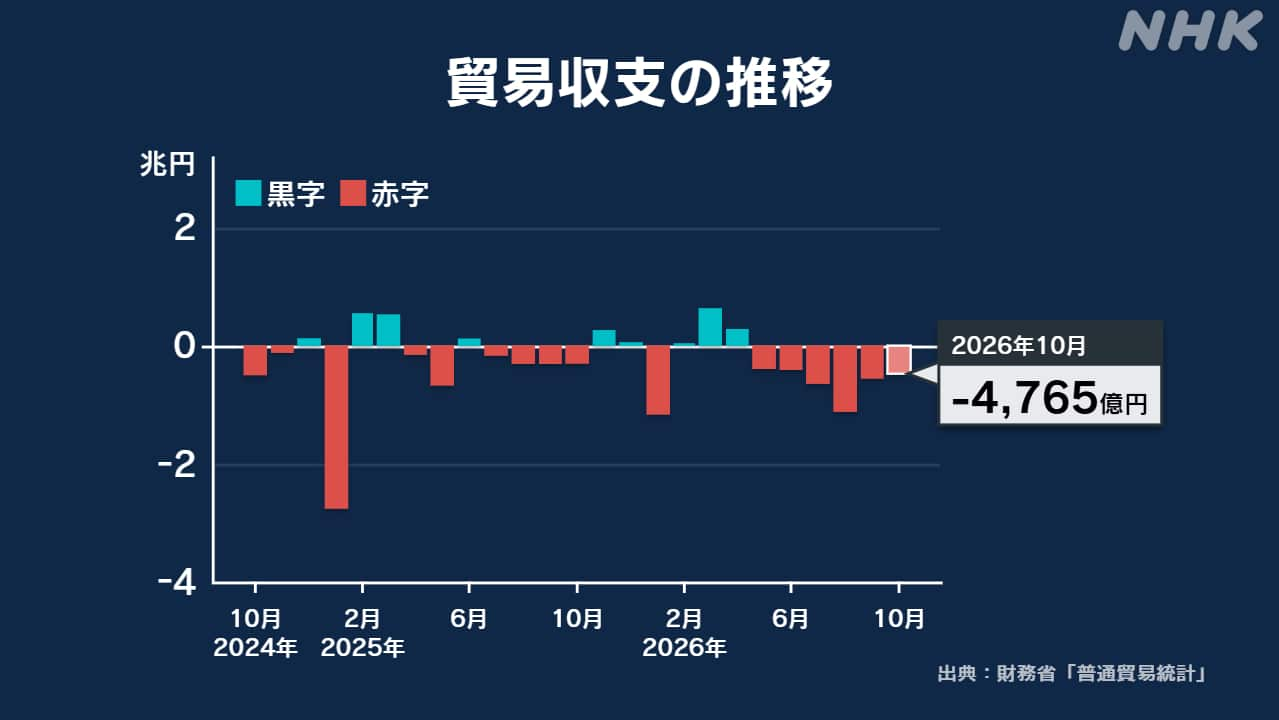 NHK
貿易収支の推移
兆円
黒字 赤字
2
0
-2
-4
2026年10月
-4,765億円
10月 2月 6月 10月 2月 6月 10月
2024年 2025年 2026年
出典：財務省「普通貿易統計」